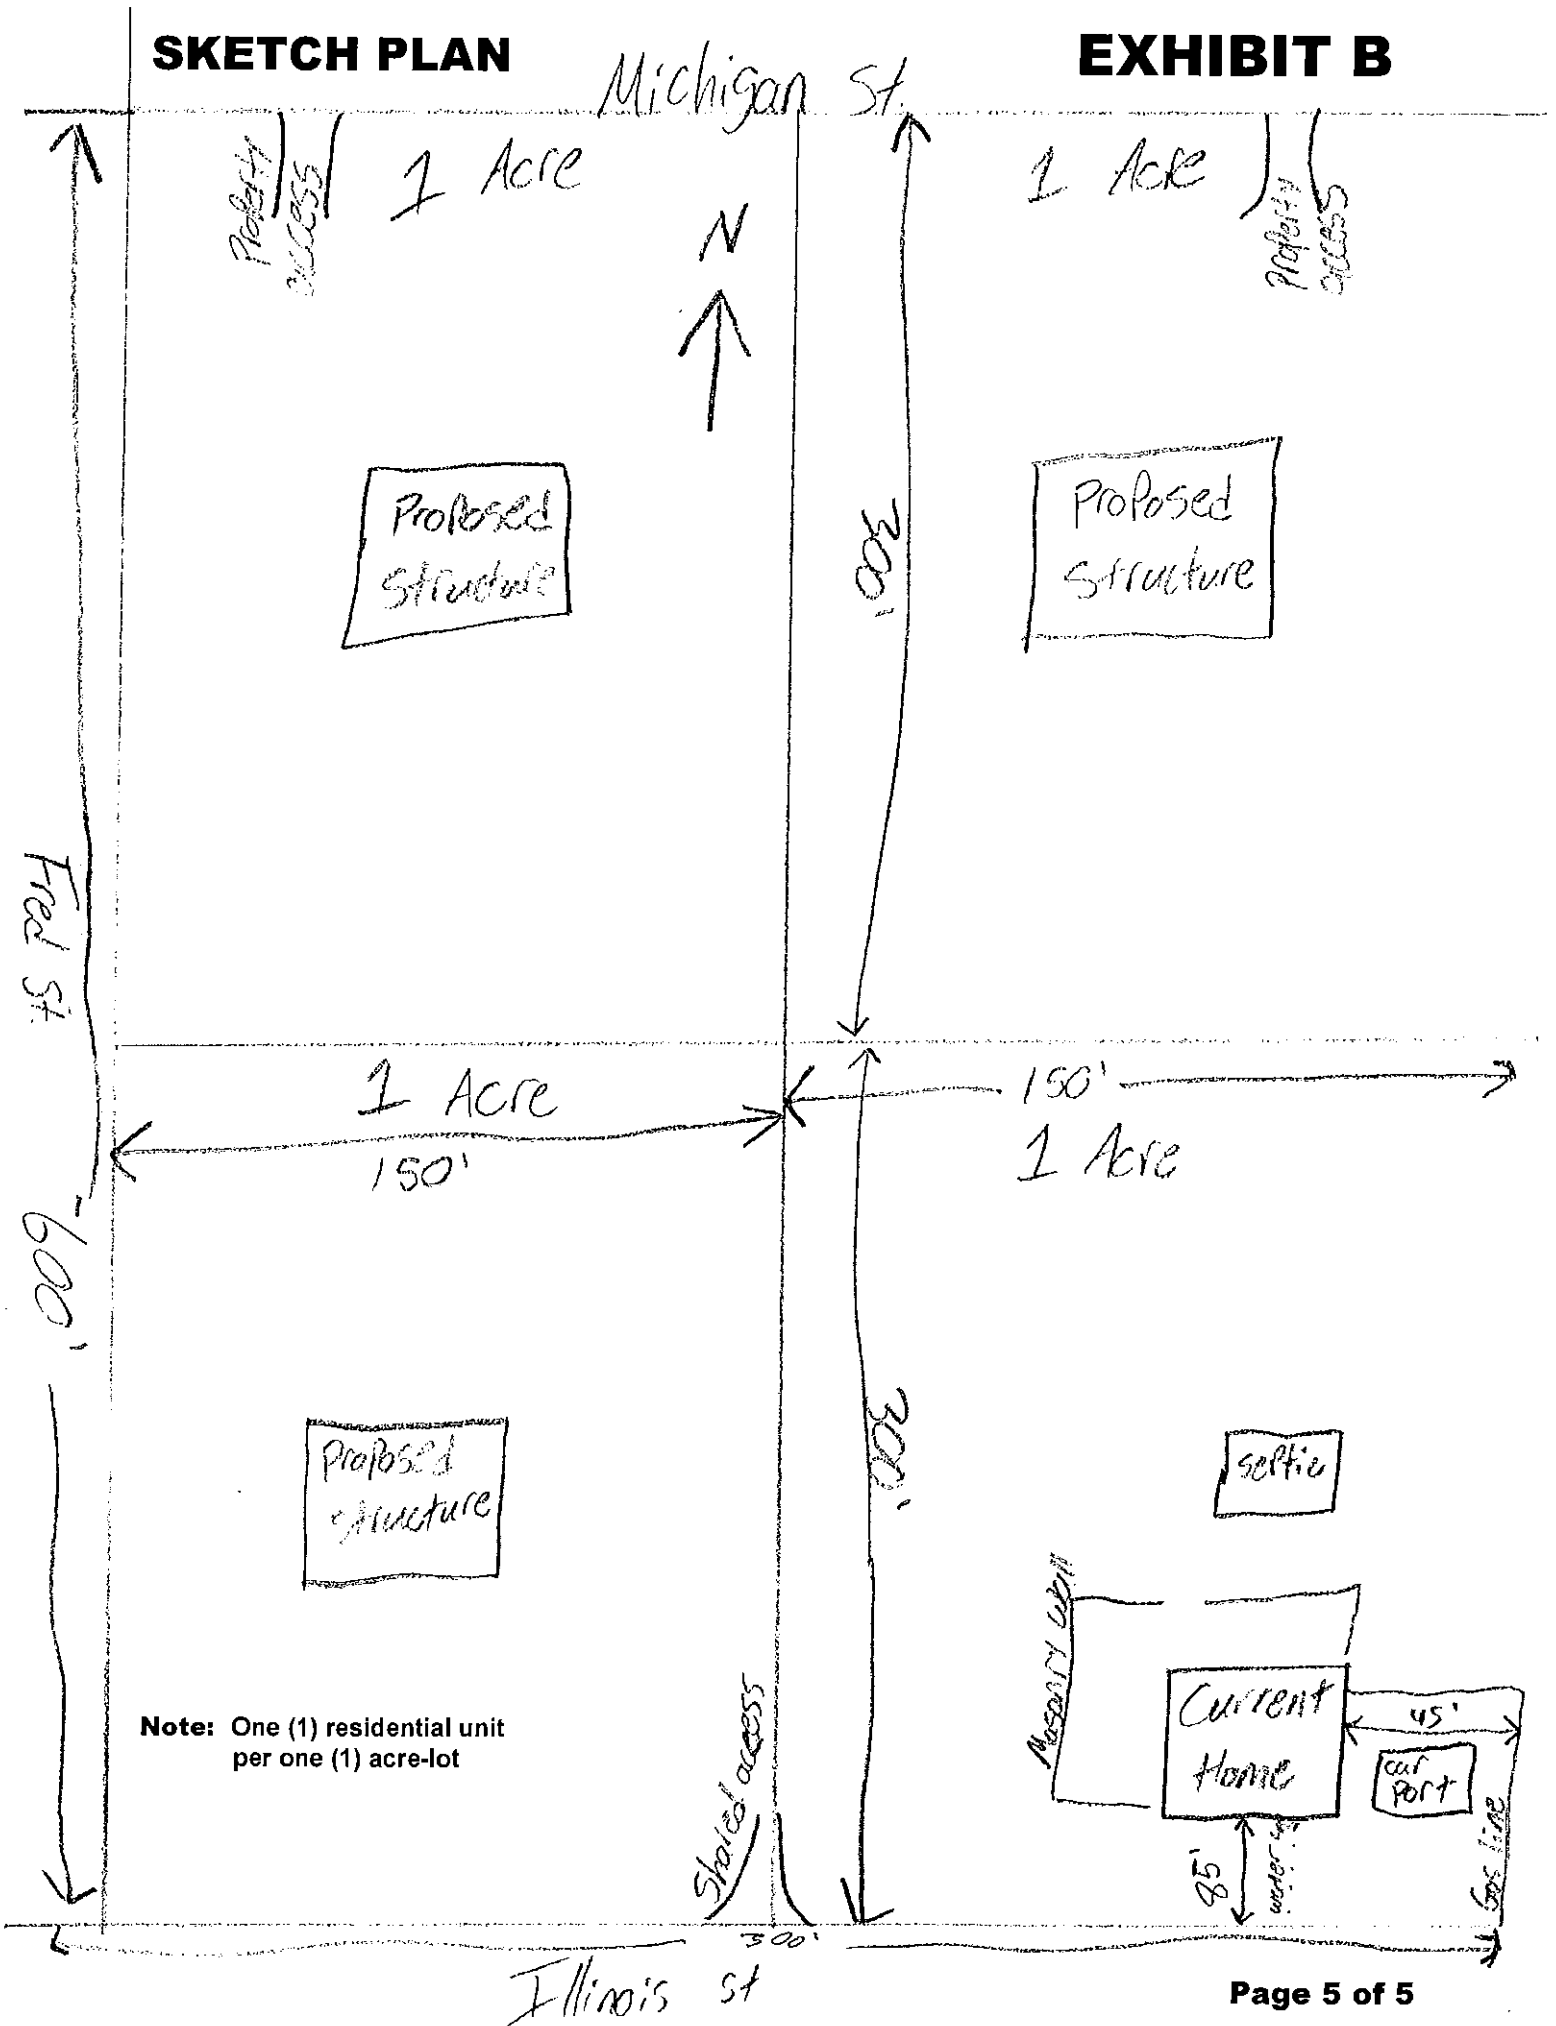 SKETCH PLAN
EXHIBIT B
Michigan St.
Property
access
1 Acre
1 Acre
Property
access
N
Proposed
structure
300'
Proposed
structure
Fred St.
1 Acre
150'
150'
1 Acre
600'
300'
Proposed
structure
septic
Masonry Wall
Current
Home
45'
car
port
Note: One (1) residential unit
per one (1) acre-lot
Shared access
85'
water
Gas line
300'
Illinois St
Page 5 of 5